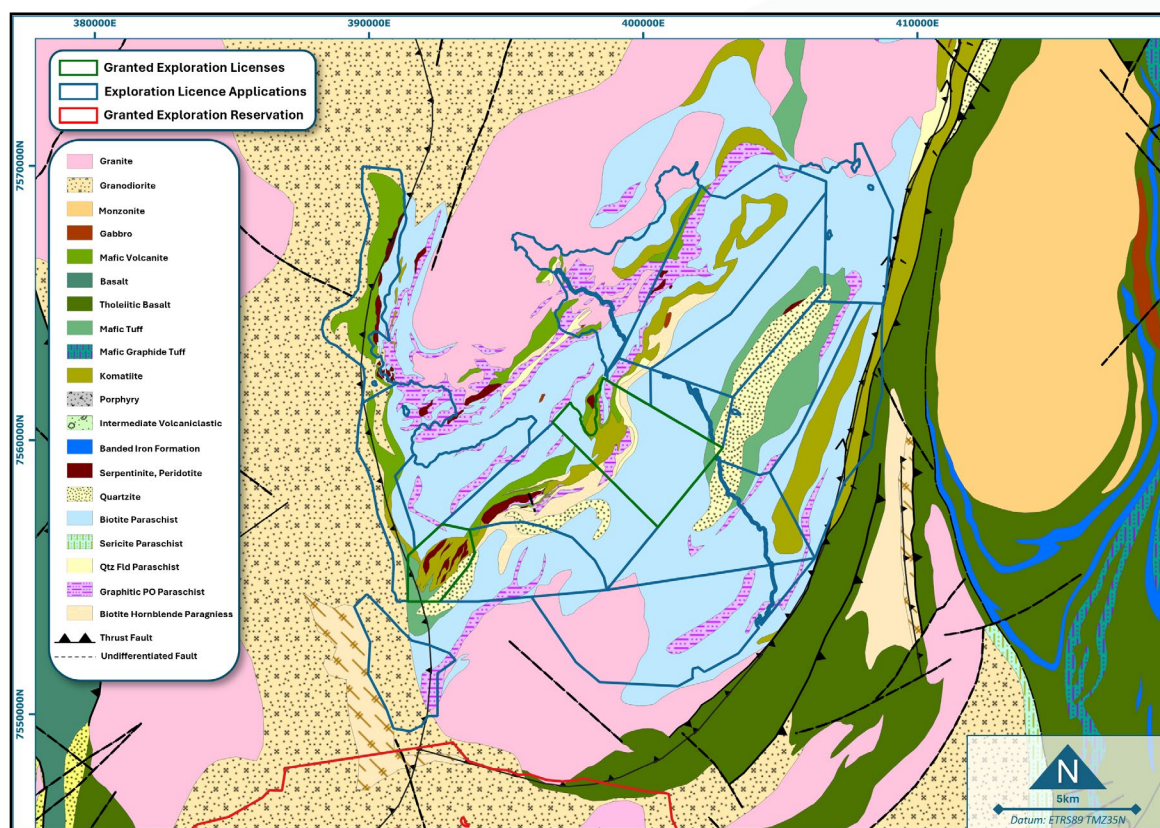 380000E
390000E
400000E
410000E
7570000N
7560000N
7550000N
Granted Exploration Licenses
Exploration Licence Applications
Granted Exploration Reservation
Granite
Granodiorite
Monzonite
Gabbro
Mafic Volcanite
Basalt
Tholeiitic Basalt
Mafic Tuff
Mafic Graphide Tuff
Komatiite
Porphyry
Intermediate Volcaniclastic
Banded Iron Formation
Serpentinite, Peridotite
Quartzite
Biotite Paraschist
Sericite Paraschist
Qtz Fld Paraschist
Graphitic PO Paraschist
Biotite Hornblende Paragniess
Thrust Fault
Undifferentiated Fault
N
5km
Datum: ETRS89 TMZ35N